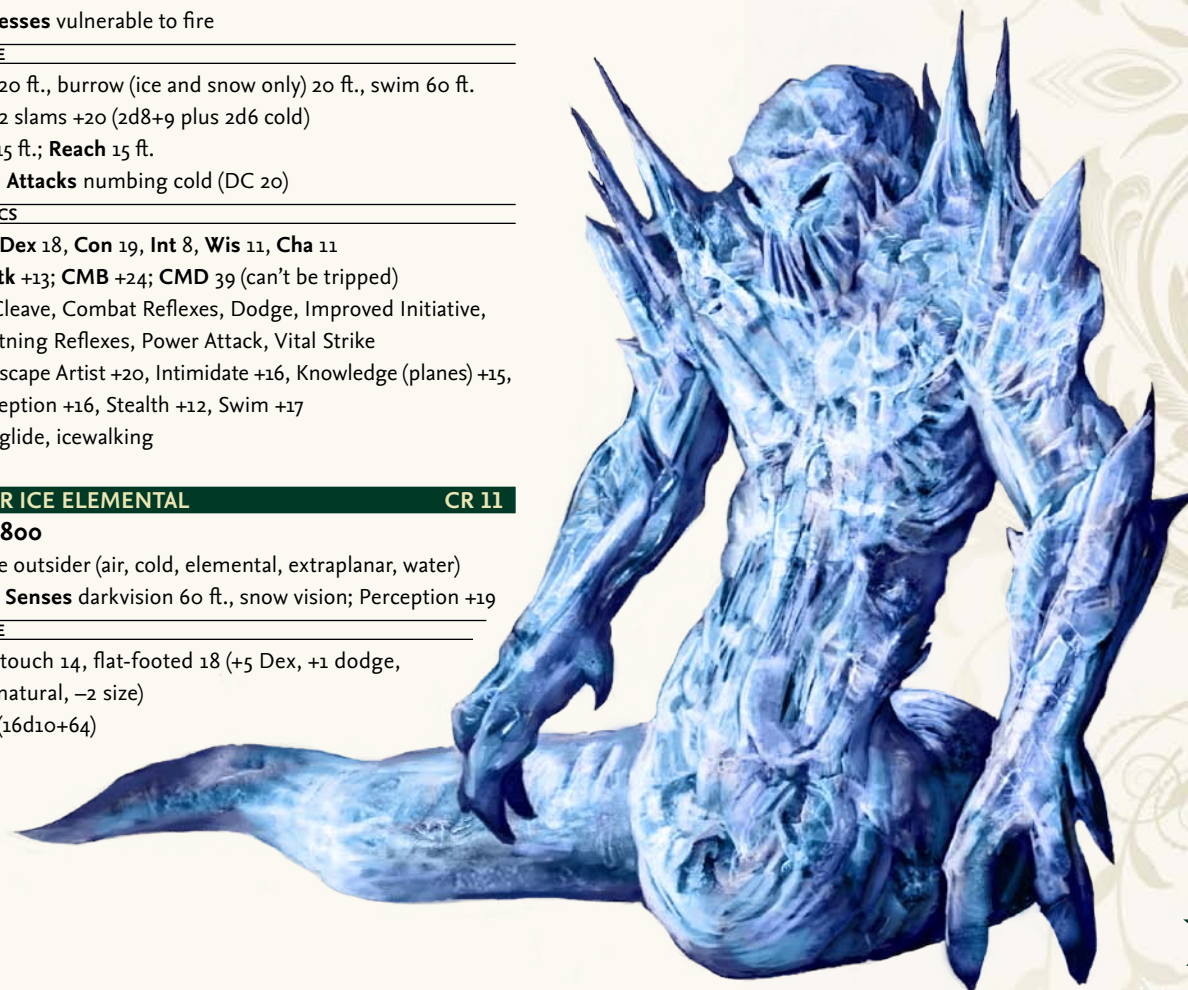 esses vulnerable to fire
E
20 ft., burrow (ice and snow only) 20 ft., swim 60 ft.
2 slams +20 (2d8+9 plus 2d6 cold)
15 ft.; Reach 15 ft.
Attacks numbing cold (DC 20)
CS
Dex 18, Con 19, Int 8, Wis 11, Cha 11
tk +13; CMB +24; CMD 39 (can't be tripped)
Cleave, Combat Reflexes, Dodge, Improved Initiative,
tning Reflexes, Power Attack, Vital Strike
scape Artist +20, Intimidate +16, Knowledge (planes) +15,
eption +16, Stealth +12, Swim +17
glide, icewalking
R ICE ELEMENTAL CR 11
800
e outsider (air, cold, elemental, extraplanar, water)
Senses darkvision 60 ft., snow vision; Perception +19
E
touch 14, flat-footed 18 (+5 Dex, +1 dodge,
natural, –2 size)
(16d10+64)